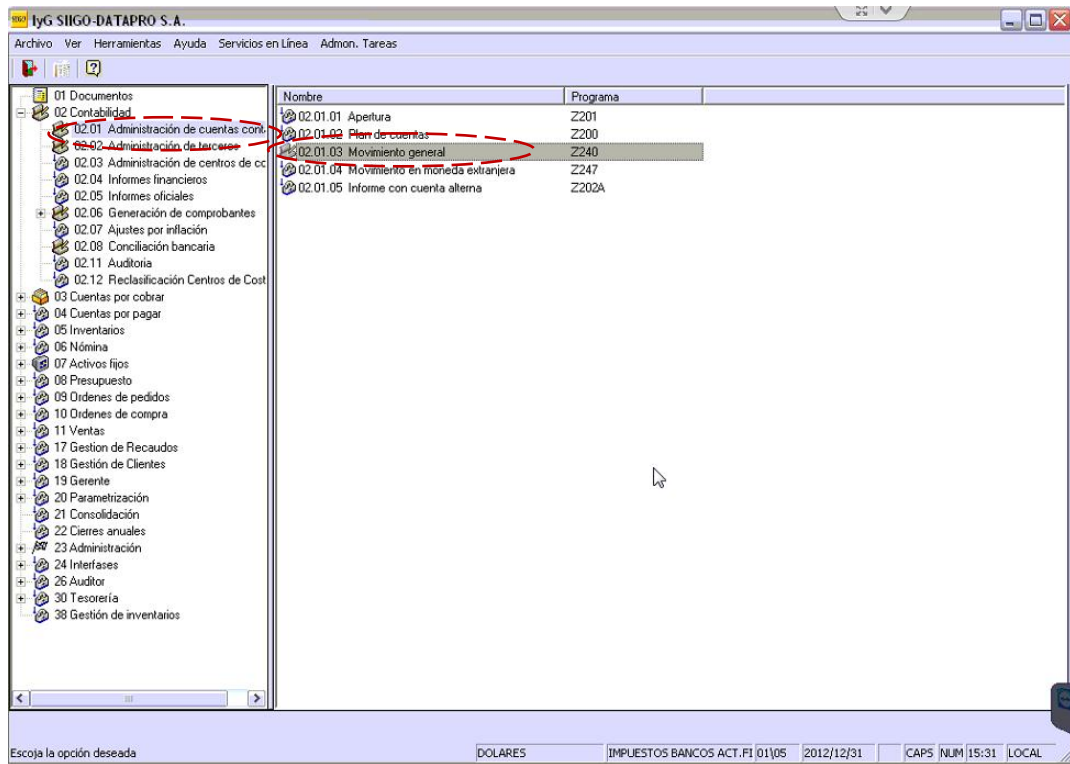 IyG SIIGO-DATAPRO S.A.
Archivo Ver Herramientas Ayuda Servicios en Línea Admon. Tareas
01 Documentos
02 Contabilidad
02.01 Administración de cuentas cont
02.02 Administración de terceros
02.03 Administración de centros de cc
02.04 Informes financieros
02.05 Informes oficiales
02.06 Generación de comprobantes
02.07 Ajustes por inflación
02.08 Conciliación bancaria
02.11 Auditoria
02.12 Reclasificación Centros de Cost
03 Cuentas por cobrar
04 Cuentas por pagar
05 Inventarios
06 Nómina
07 Activos fijos
08 Presupuesto
09 Ordenes de pedidos
10 Ordenes de compra
11 Ventas
17 Gestion de Recaudos
18 Gestión de Clientes
19 Gerente
20 Parametrización
21 Consolidación
22 Cierres anuales
23 Administración
24 Interfases
26 Auditor
30 Tesorería
38 Gestión de inventarios
Nombre Programa
02.01.01 Apertura Z201
02.01.02 Plan de cuentas Z200
02.01.03 Movimiento general Z240
02.01.04 Movimiento en moneda extranjera Z247
02.01.05 Informe con cuenta alterna Z202A
Escoja la opción deseada DOLARES IMPUESTOS BANCOS ACT.FI 01\05 2012/12/31 CAPS NUM 15:31 LOCAL